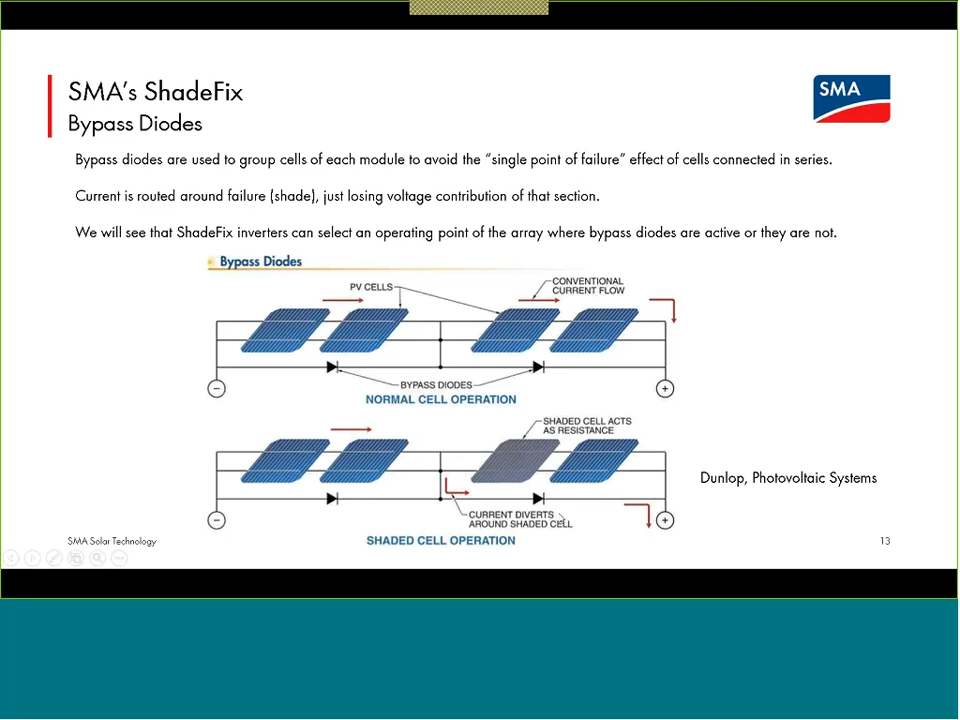 SMA's ShadeFix
Bypass Diodes
SMA
Bypass diodes are used to group cells of each module to avoid the “single point of failure” effect of cells connected in series.
Current is routed around failure (shade), just losing voltage contribution of that section.
We will see that ShadeFix inverters can select an operating point of the array where bypass diodes are active or they are not.
Bypass Diodes
PV CELLS
CONVENTIONAL
CURRENT FLOW
BYPASS DIODES
NORMAL CELL OPERATION
SHADED CELL ACTS
AS RESISTANCE
Dunlop, Photovoltaic Systems
CURRENT DIVERTS
AROUND SHADED CELL
SHADED CELL OPERATION
SMA Solar Technology
13